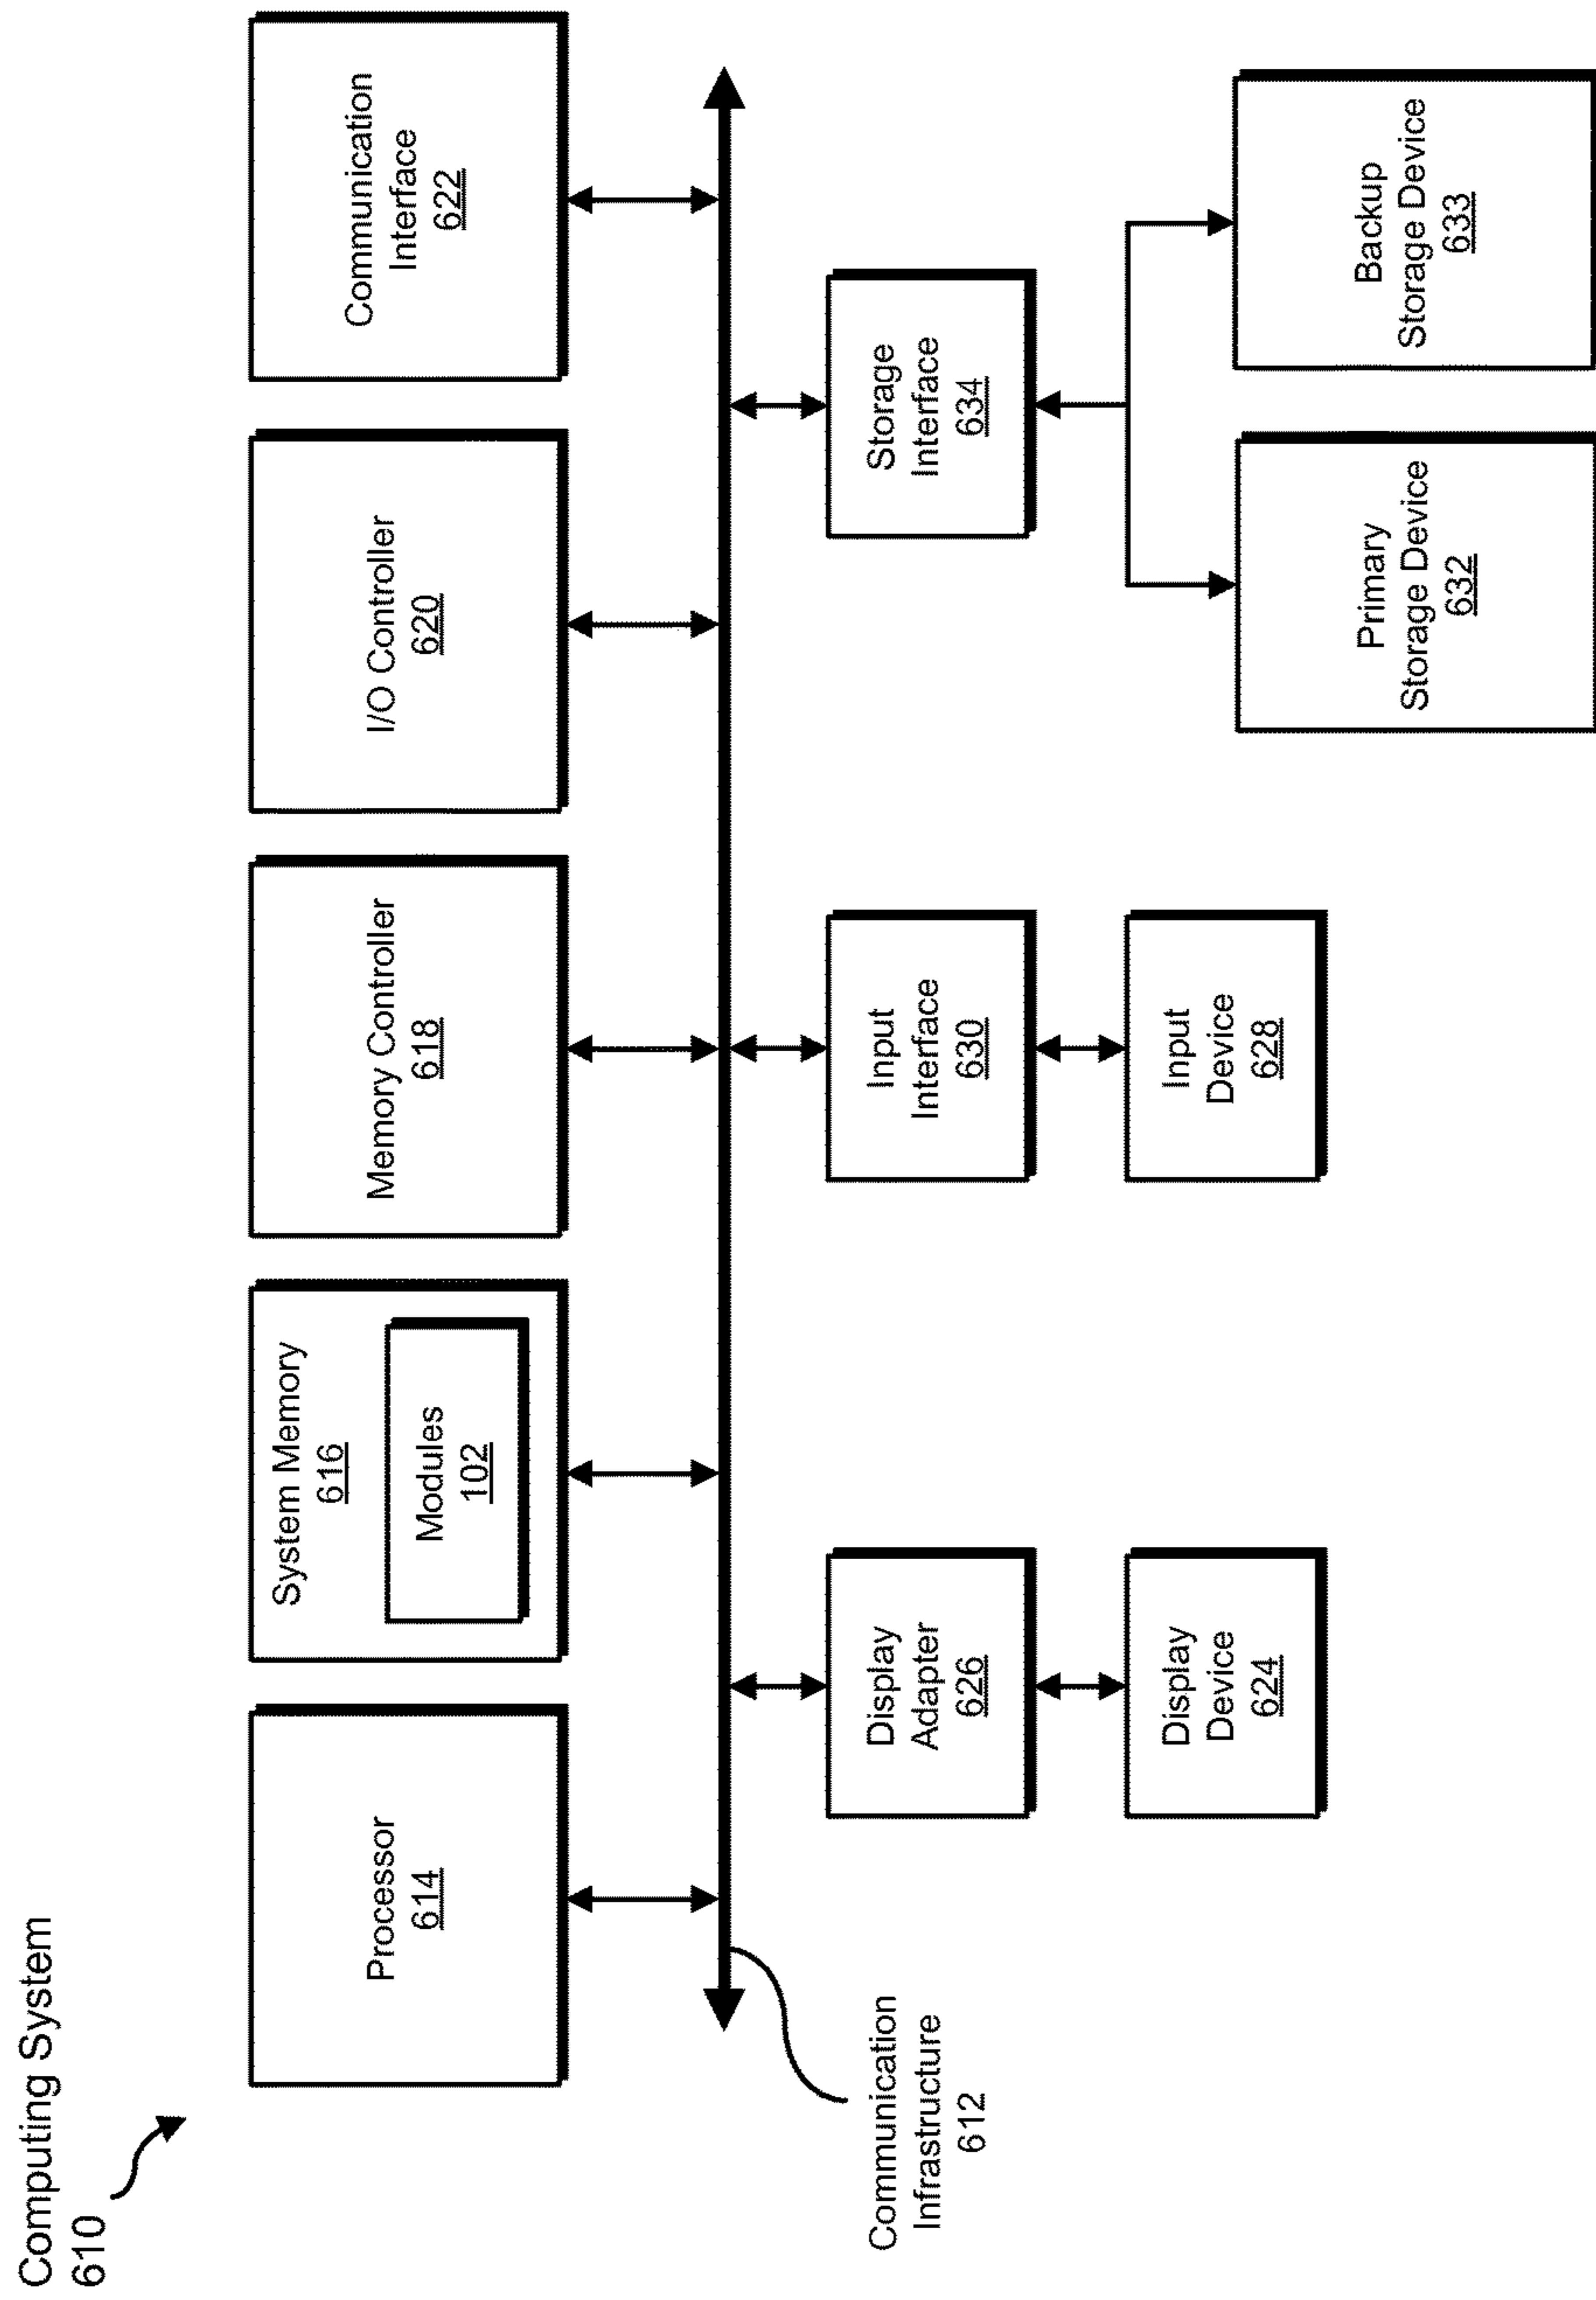 Computing System
610
Processor
614
System Memory
616
Modules
102
Memory Controller
618
I/O Controller
620
Communication
Interface
622
Communication
Infrastructure
612
Display
Adapter
626
Input
Interface
630
Storage
Interface
634
Display
Device
624
Input
Device
628
Primary
Storage Device
632
Backup
Storage Device
633